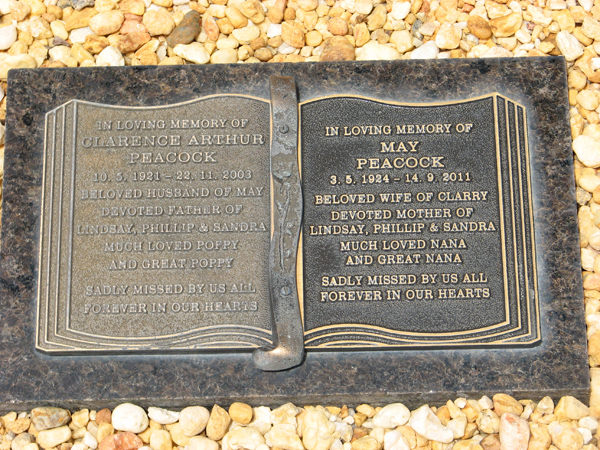 IN LOVING MEMORY OF
CLARENCE ARTHUR
PEACOCK
10. 5. 1921 – 22. 11. 2003
BELOVED HUSBAND OF MAY
DEVOTED FATHER OF
LINDSAY, PHILLIP & SANDRA
MUCH LOVED POPPY
AND GREAT POPPY
SADLY MISSED BY US ALL
FOREVER IN OUR HEARTS
IN LOVING MEMORY OF
MAY
PEACOCK
3. 5. 1924 – 14. 9. 2011
BELOVED WIFE OF CLARRY
DEVOTED MOTHER OF
LINDSAY, PHILLIP & SANDRA
MUCH LOVED NANA
AND GREAT NANA
SADLY MISSED BY US ALL
FOREVER IN OUR HEARTS